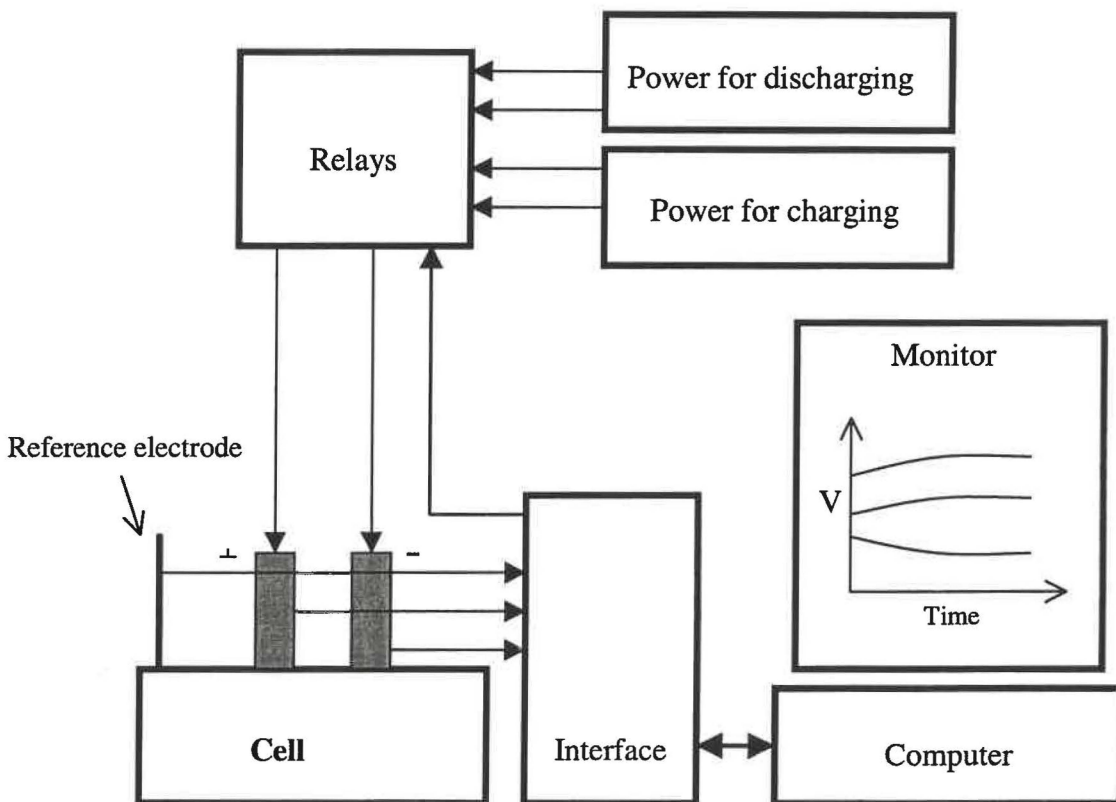 Power for discharging
Relays
Power for charging
Monitor
Reference electrode
V
+ -
Time
Cell
Interface
Computer